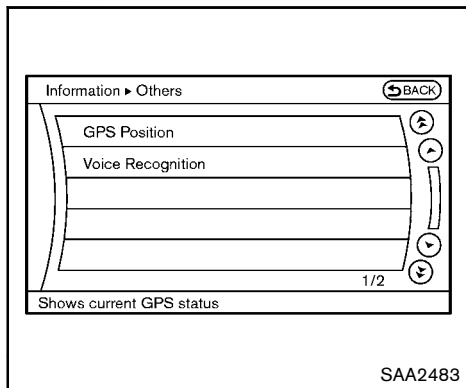 Information ▸ Others
BACK
GPS Position
Voice Recognition
1/2
Shows current GPS status
SAA2483